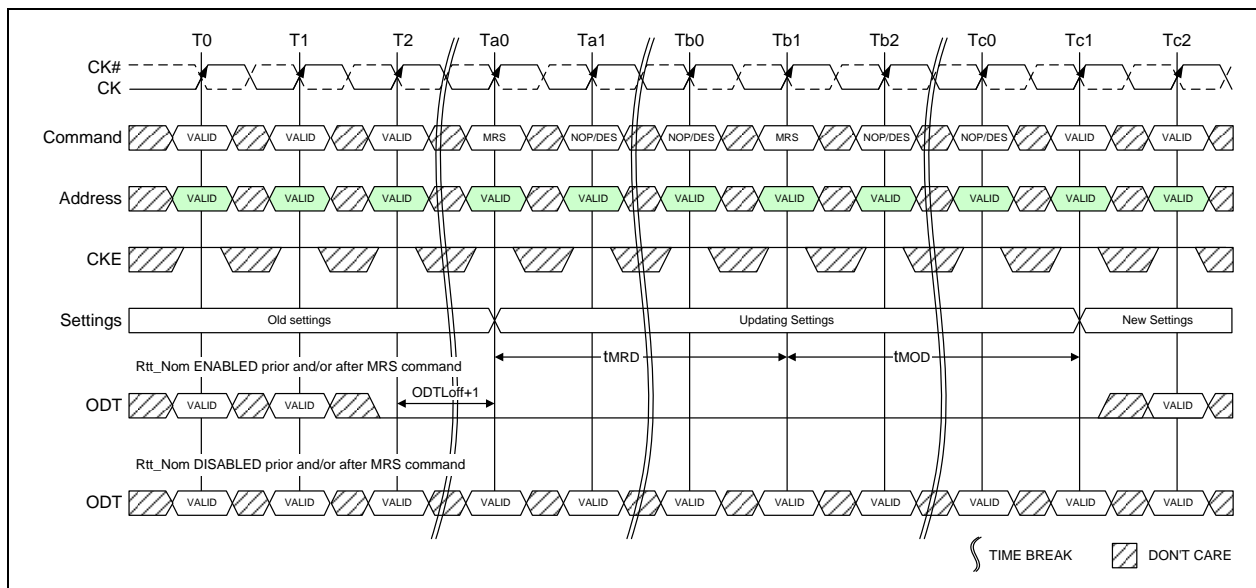 T0 T1 T2 Ta0 Ta1 Tb0 Tb1 Tb2 Tc0 Tc1 Tc2
CK#
CK
Command VALID VALID VALID MRS NOP/DES NOP/DES MRS NOP/DES NOP/DES VALID VALID
Address VALID VALID VALID VALID VALID VALID VALID VALID VALID VALID VALID
CKE
Settings Old settings Updating Settings New Settings
tMRD tMOD
Rtt_Nom ENABLED prior and/or after MRS command
ODTLoff+1
ODT VALID VALID VALID
Rtt_Nom DISABLED prior and/or after MRS command
ODT VALID VALID VALID VALID VALID VALID VALID VALID VALID VALID VALID
TIME BREAK DON'T CARE